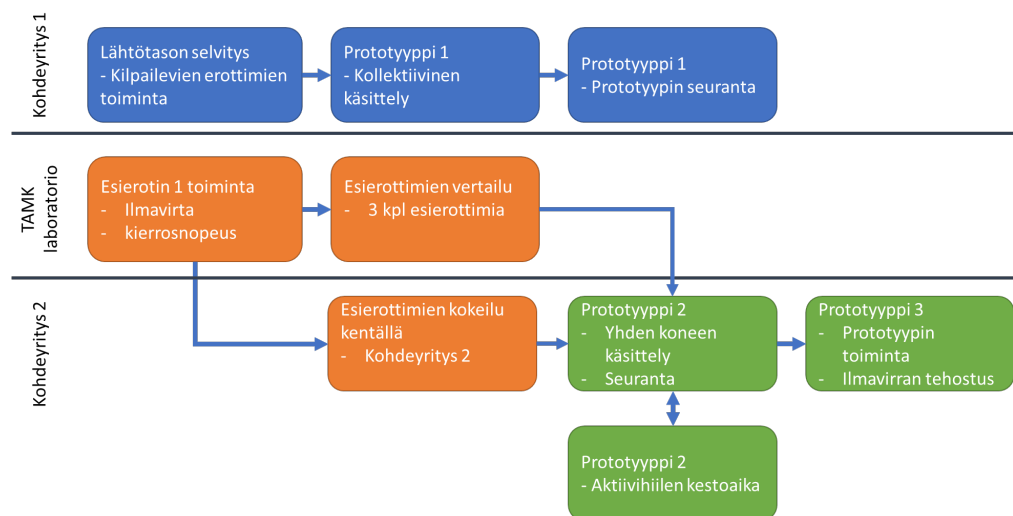 Kohdeyritys 1
Lähtötason selvitys
- Kilpailevien erottimien
toiminta
Prototyyppi 1
- Kollektiivinen
käsittely
Prototyyppi 1
- Prototyypin seuranta
TAMK
laboratorio
Esierotin 1 toiminta
- Ilmavirta
- kierrosnopeus
Esierottimien vertailu
- 3 kpl esierottimia
Kohdeyritys 2
Esierottimien kokeilu
kentällä
- Kohdeyritys 2
Prototyyppi 2
- Yhden koneen
käsittely
- Seuranta
Prototyyppi 3
- Prototyypin
toiminta
- Ilmavirran tehostus
Prototyyppi 2
- Aktiivihiilen kestoaika